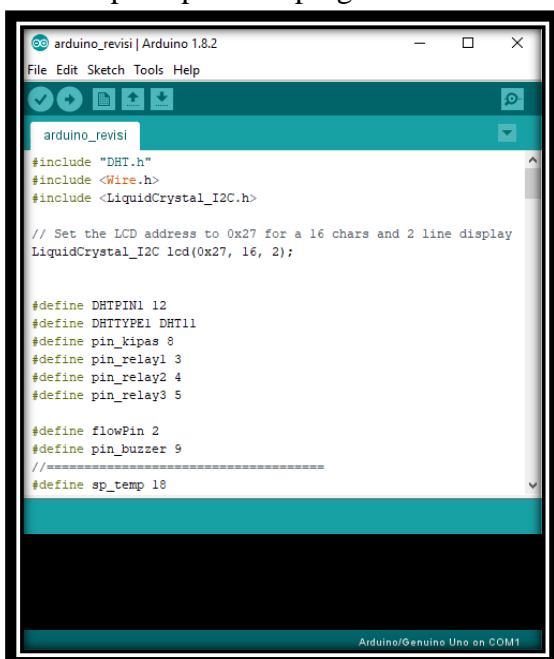 arduino_revisi | Arduino 1.8.2
File Edit Sketch Tools Help
arduino_revisi
#include "DHT.h"
#include <Wire.h>
#include <LiquidCrystal_I2C.h>
// Set the LCD address to 0x27 for a 16 chars and 2 line display
LiquidCrystal_I2C lcd(0x27, 16, 2);
#define DHTPIN1 12
#define DHTTYPE1 DHT11
#define pin_kipas 8
#define pin_relay1 3
#define pin_relay2 4
#define pin_relay3 5
#define flowPin 2
#define pin_buzzer 9
//=====================================
#define sp_temp 18
Arduino/Genuino Uno on COM1